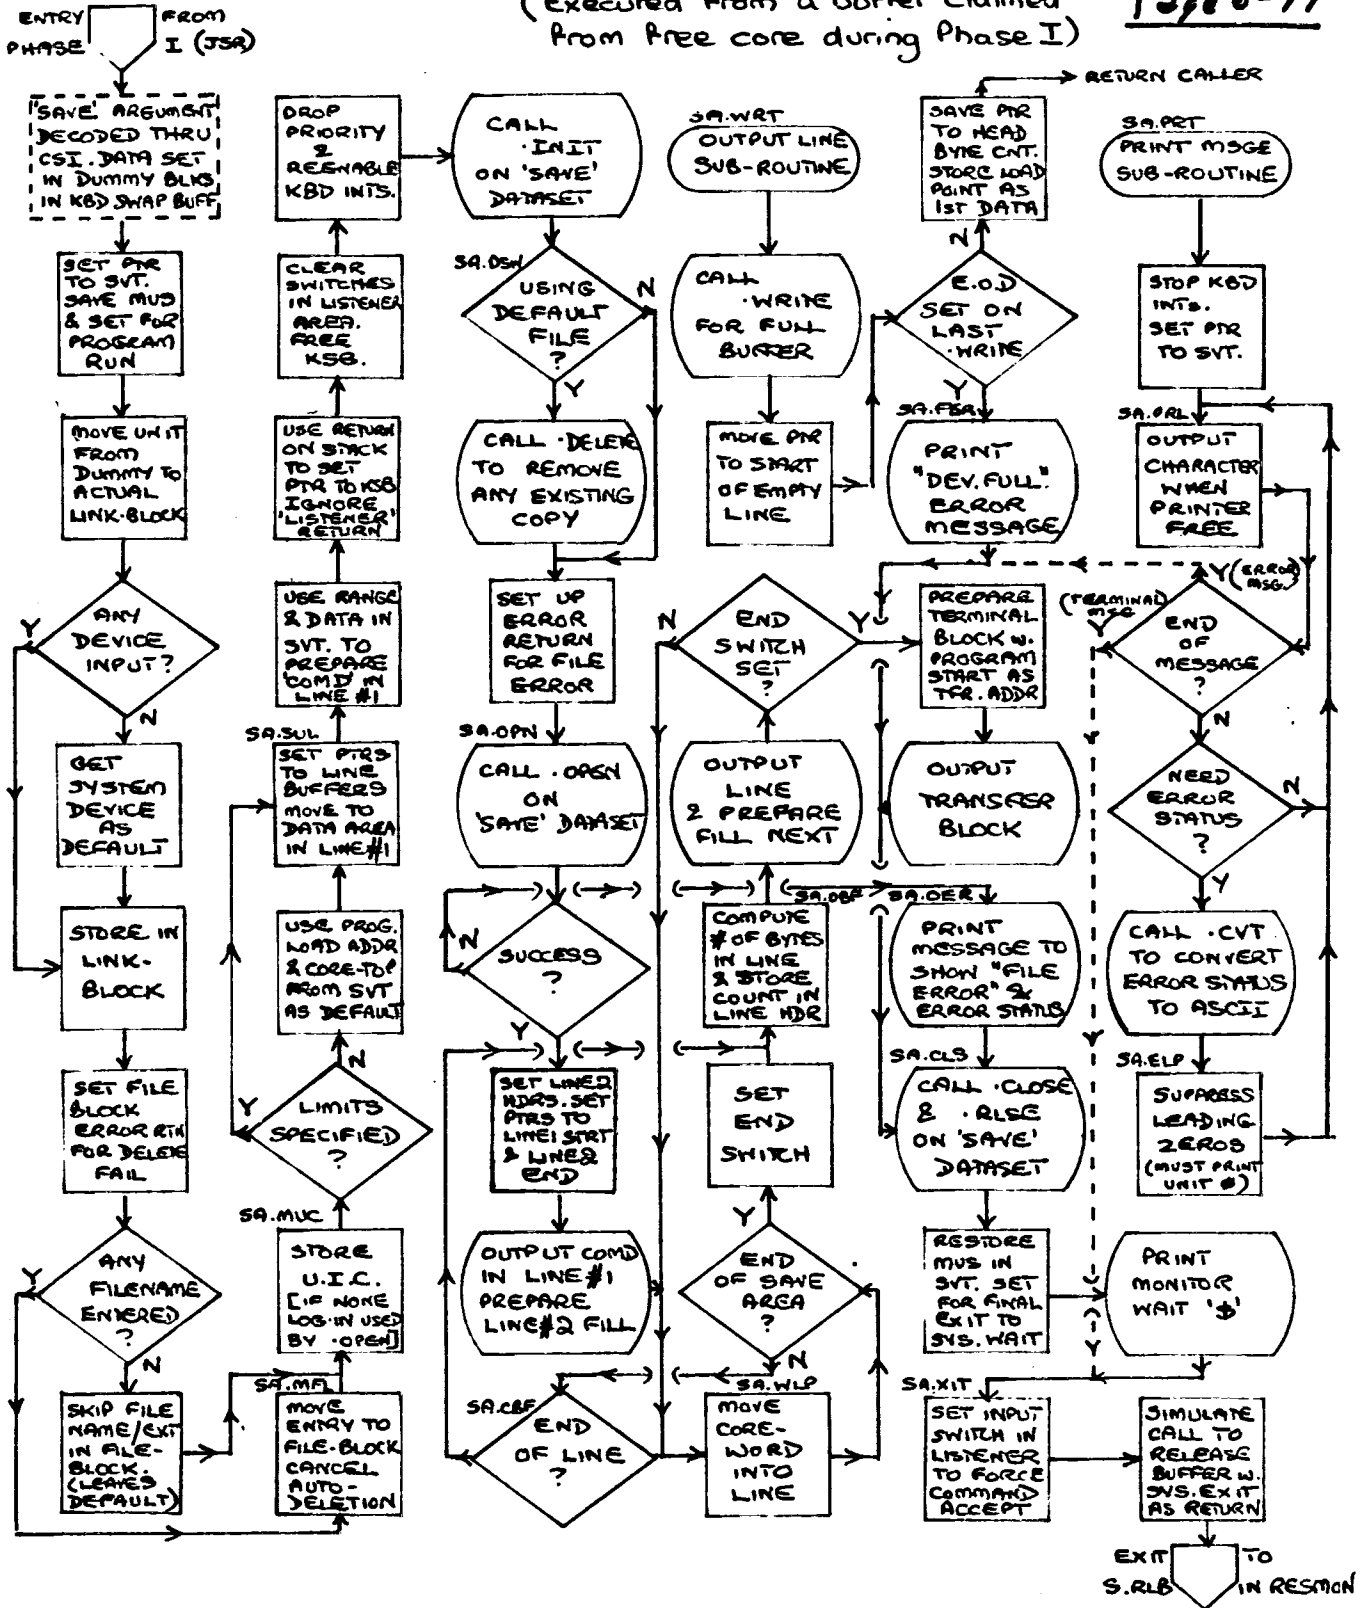 (Executed from a buffer claimed
from free core during Phase I)
ENTRY FROM
PHASE I (JSR)
'SAVE' ARGUMENT
DECODED THRU
CSI. DATA SET
IN DUMMY BLKS
IN KBD SWAP BUFF
SET PTR
TO SVT.
SAVE MUS
& SET FOR
PROGRAM
RUN
MOVE UNIT
FROM
DUMMY TO
ACTUAL
LINK-BLOCK
ANY
DEVICE
INPUT?
Y
N
GET
SYSTEM
DEVICE
AS
DEFAULT
STORE IN
LINK-
BLOCK
SET FILE
BLOCK
ERROR RTN
FOR DELETE
FAIL
ANY
FILENAME
ENTERED
?
Y
N
SKIP FILE
NAME/EXT
IN FILE-
BLOCK.
(LEAVES
DEFAULT)
DROP
PRIORITY
&
REENABLE
KBD INTS.
CLEAR
SWITCHES
IN LISTENER
AREA.
FREE
KSB.
USE RETURN
ON STACK
TO SET
PTR TO KSB
IGNORE
'LISTENER'
RETURN
USE RANGE
& DATA IN
SVT. TO
PREPARE
'COMD' IN
LINE #1
SA.SUL
SET PTRS
TO LINE
BUFFERS
MOVE TO
DATA AREA
IN LINE #1
USE PROG.
LOAD ADDR
& CORE-TOP
FROM SVT
AS DEFAULT
N
Y
LIMITS
SPECIFIED
?
SA.MUC
STORE
U.I.C.
[IF NONE
LOG-IN USED
BY .OPEN]
SA.MFL
MOVE
ENTRY TO
FILE-BLOCK
CANCEL
AUTO-
DELETION
CALL
.INIT
ON 'SAVE'
DATASET
SA.DSW
USING
DEFAULT
FILE
?
N
Y
CALL .DELETE
TO REMOVE
ANY EXISTING
COPY
SET UP
ERROR
RETURN
FOR FILE
ERROR
SA.OPN
CALL .OPEN
ON
'SAVE' DATASET
N
SUCCESS
?
Y
SET LINE2
HDRS. SET
PTRS TO
LINE1 STRT
& LINE2
END
OUTPUT COMD
IN LINE #1
PREPARE
LINE #2 FILL
SA.CBF
END
OF LINE
?
SA.WRT
OUTPUT LINE
SUB-ROUTINE
CALL
.WRITE
FOR FULL
BUFFER
MOVE PTR
TO START
OF EMPTY
LINE
N
END
SWITCH
SET
?
Y
OUTPUT
LINE
& PREPARE
FILL NEXT
SA.OBF
COMPUTE
# OF BYTES
IN LINE
& STORE
COUNT IN
LINE HDR
SET
END
SWITCH
Y
END
OF SAVE
AREA
?
N
SA.WLP
MOVE
CORE-
WORD
INTO
LINE
RETURN CALLER
SAVE PTR
TO HEAD
BYTE CNT.
STORE LOAD
POINT AS
1ST DATA
N
E.O.D
SET ON
LAST
.WRITE
Y
PRINT
"DEV.FULL."
ERROR
MESSAGE
Y
PREPARE
TERMINAL
BLOCK W.
PROGRAM
START AS
TFR. ADDR
OUTPUT
TRANSFER
BLOCK
SA.OER
PRINT
MESSAGE TO
SHOW "FILE
ERROR" &
ERROR STATUS
SA.CLS
CALL .CLOSE
& .RLSE
ON 'SAVE'
DATASET
RESTORE
MUS IN
SVT. SET
FOR FINAL
EXIT TO
SYS. WAIT
SA.XIT
SET INPUT
SWITCH IN
LISTENER
TO FORCE
COMMAND
ACCEPT
SA.PRT
PRINT MSGE
SUB-ROUTINE
STOP KBD
INTS.
SET PTR
TO SVT.
SA.PRL
OUTPUT
CHARACTER
WHEN
PRINTER
FREE
Y (ERROR
MSG.)
(TERMINAL)
MSG
Y
END
OF
MESSAGE
?
N
NEED
ERROR
STATUS
?
N
Y
CALL .CVT
TO CONVERT
ERROR STATUS
TO ASCII
SA.ELP
SUPPRESS
LEADING
ZEROS
(MUST PRINT
UNIT #)
PRINT
MONITOR
WAIT '$'
SIMULATE
CALL TO
RELEASE
BUFFER W.
SYS. EXIT
AS RETURN
EXIT TO
S.RLB IN RESMON